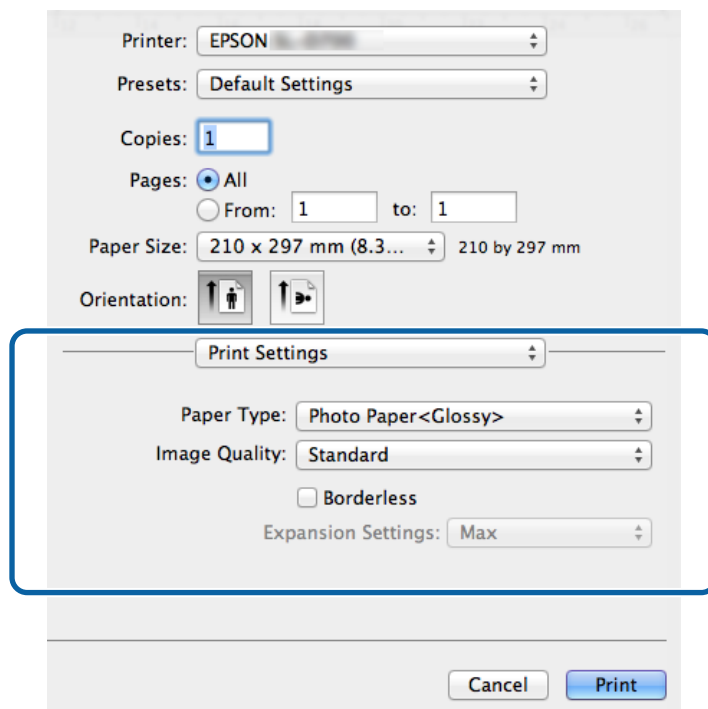 Printer: EPSON
Presets: Default Settings
Copies: 1
Pages: All
From: 1 to: 1
Paper Size: 210 x 297 mm (8.3... 210 by 297 mm
Orientation:
Print Settings
Paper Type: Photo Paper<Glossy>
Image Quality: Standard
Borderless
Expansion Settings: Max
Cancel Print